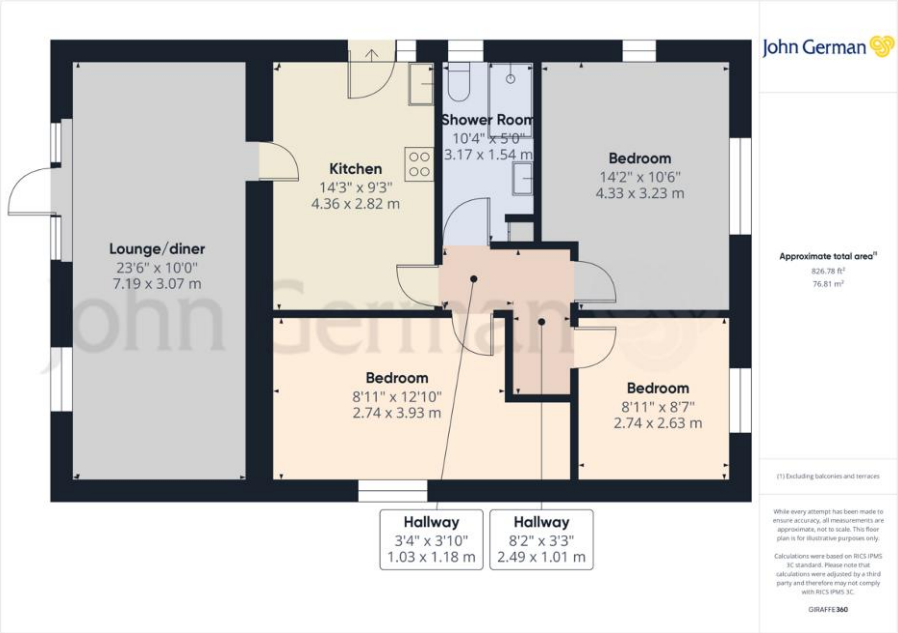 John German
Lounge/diner
23'6" x 10'0"
7.19 x 3.07 m
Kitchen
14'3" x 9'3"
4.36 x 2.82 m
Shower Room
10'4" x 5'0"
3.17 x 1.54 m
Bedroom
14'2" x 10'6"
4.33 x 3.23 m
Bedroom
8'11" x 12'10"
2.74 x 3.93 m
Bedroom
8'11" x 8'7"
2.74 x 2.63 m
Hallway
3'4" x 3'10"
1.03 x 1.18 m
Hallway
8'2" x 3'3"
2.49 x 1.01 m
John German
Approximate total area⁽¹⁾
826.78 ft²
76.81 m²
(1) Excluding balconies and terraces
While every attempt has been made to
ensure accuracy, all measurements are
approximate, not to scale. This floor
plan is for illustrative purposes only.
Calculations were based on RICS IPMS
3C standard. Please note that
calculations were adjusted by a third
party and therefore may not comply
with RICS IPMS 3C.
GIRAFFE360